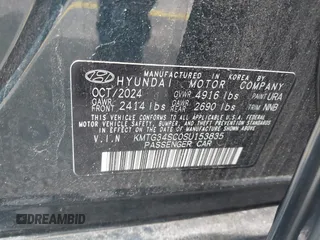 MANUFACTURED IN KOREA BY
HYUNDAI MOTOR COMPANY
OCT/2024 GVWR 4916 lbs PAINT URA
GAWR FRONT 2414 lbs GAWR REAR 2690 lbs TRIM NNB
THIS VEHICLE CONFORMS TO ALL APPLICABLE
FEDERAL MOTOR VEHICLE
SAFETY, BUMPER, AND THEFT PREVENTION
STANDARDS IN EFFECT ON THE DATE OF
MANUFACTURE SHOWN ABOVE.
V.I.N KMTG34SC0SU153835
PASSENGER CAR
© DREAMBID